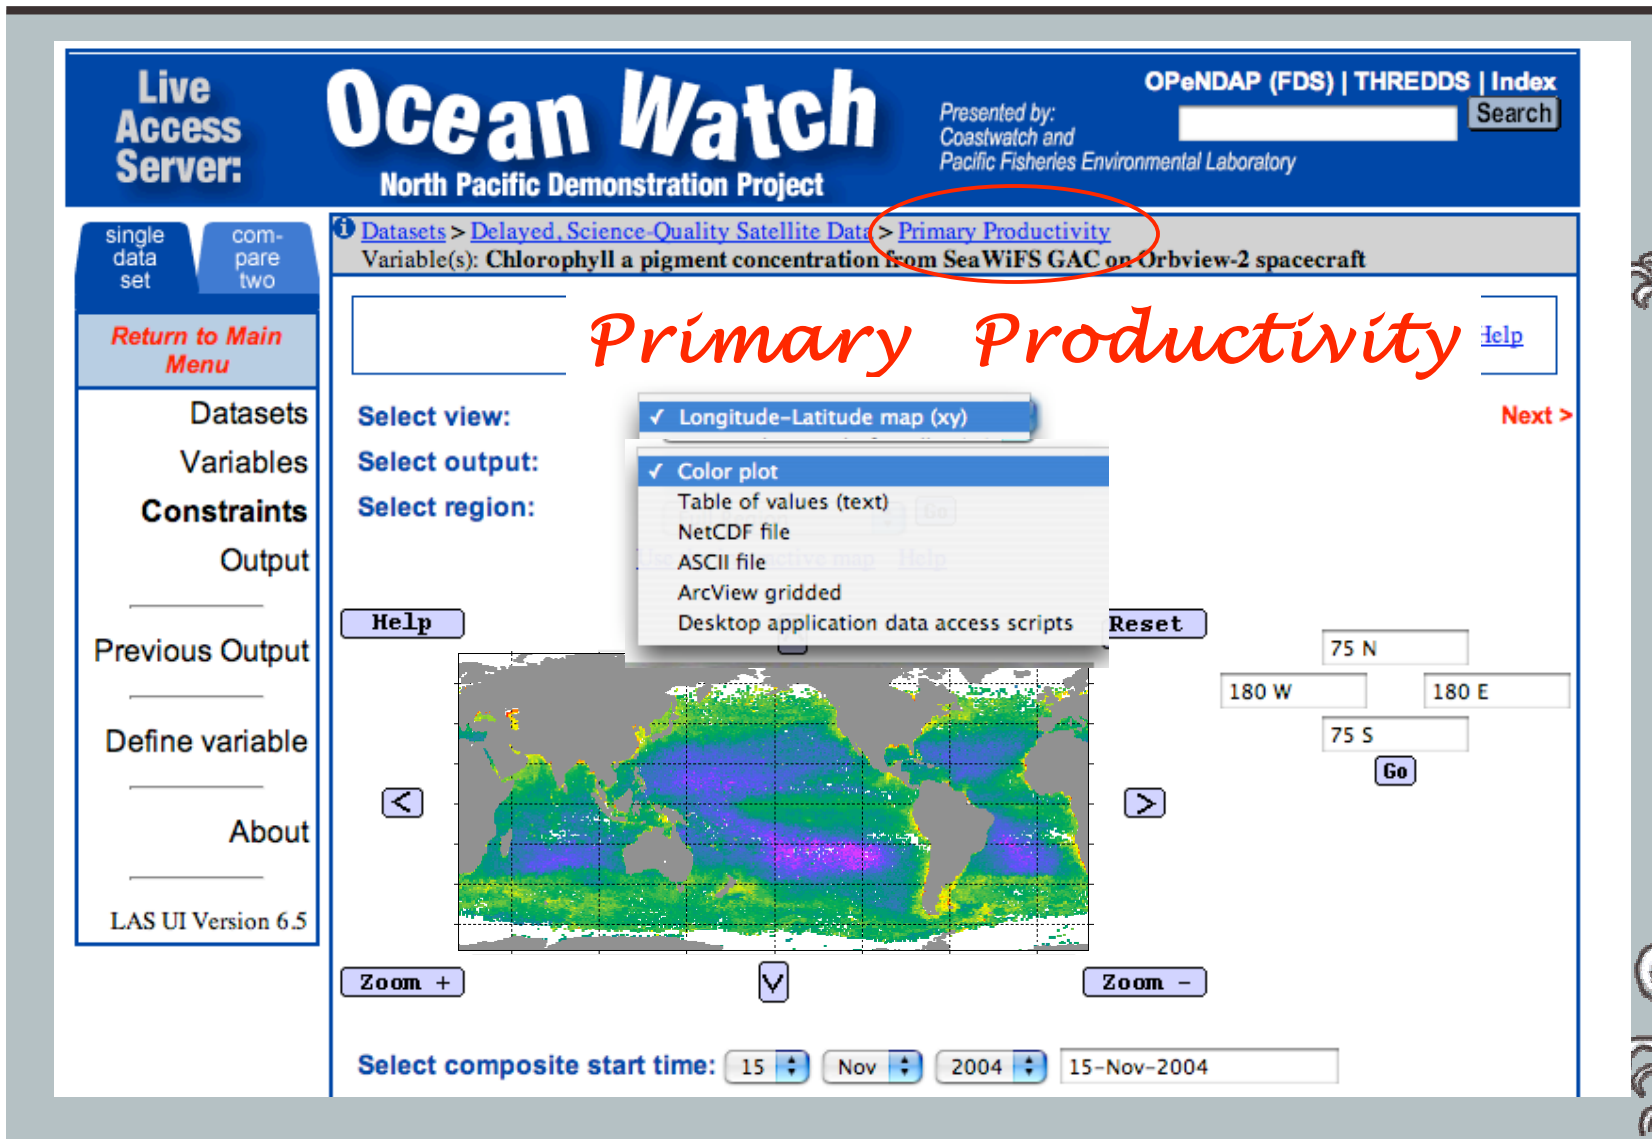 Live
Access
Server:
Ocean Watch
North Pacific Demonstration Project
Presented by:
Coastwatch and
Pacific Fisheries Environmental Laboratory
OPeNDAP (FDS) | THREDDS | Index
Search
single
data
set
com-
pare
two
Return to Main
Menu
Datasets
Variables
Constraints
Output
Previous Output
Define variable
About
LAS UI Version 6.5
Datasets > Delayed, Science-Quality Satellite Data > Primary Productivity
Variable(s): Chlorophyll a pigment concentration from SeaWiFS GAC on Orbview-2 spacecraft
Primary Productivity
Help
Select view:
✓ Longitude-Latitude map (xy)
Next >
Select output:
✓ Color plot
Table of values (text)
NetCDF file
ASCII file
ArcView gridded
Desktop application data access scripts
Select region:
Go
Help
Help
Reset
75 N
180 W
180 E
75 S
Go
<
>
Zoom +
V
Zoom -
Select composite start time: 15 Nov 2004 15-Nov-2004